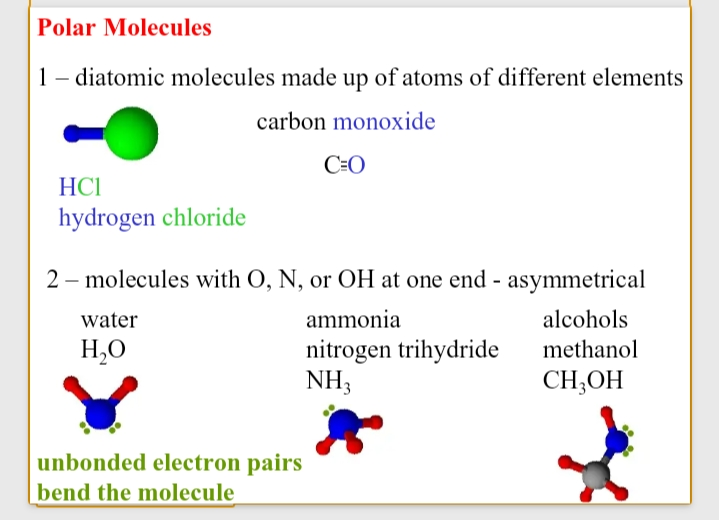 Polar Molecules
1 – diatomic molecules made up of atoms of different elements
carbon monoxide
C≡O
HCl
hydrogen chloride
2 – molecules with O, N, or OH at one end - asymmetrical
water ammonia alcohols
H₂O nitrogen trihydride methanol
NH₃ CH₃OH
unbonded electron pairs
bend the molecule